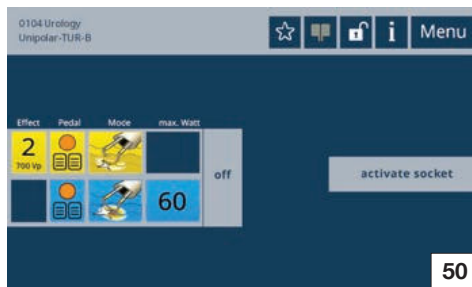 0104 Urology
Unipolar-TUR-B
i
Menu
Effect Pedal Mode max. Watt
2
700 Vp
off
60
activate socket
50